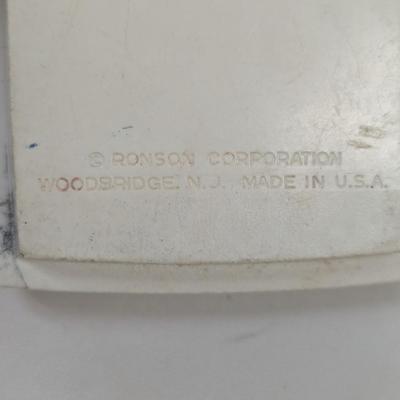 © RONSON CORPORATION
WOODBRIDGE. N.J. MADE IN U.S.A.